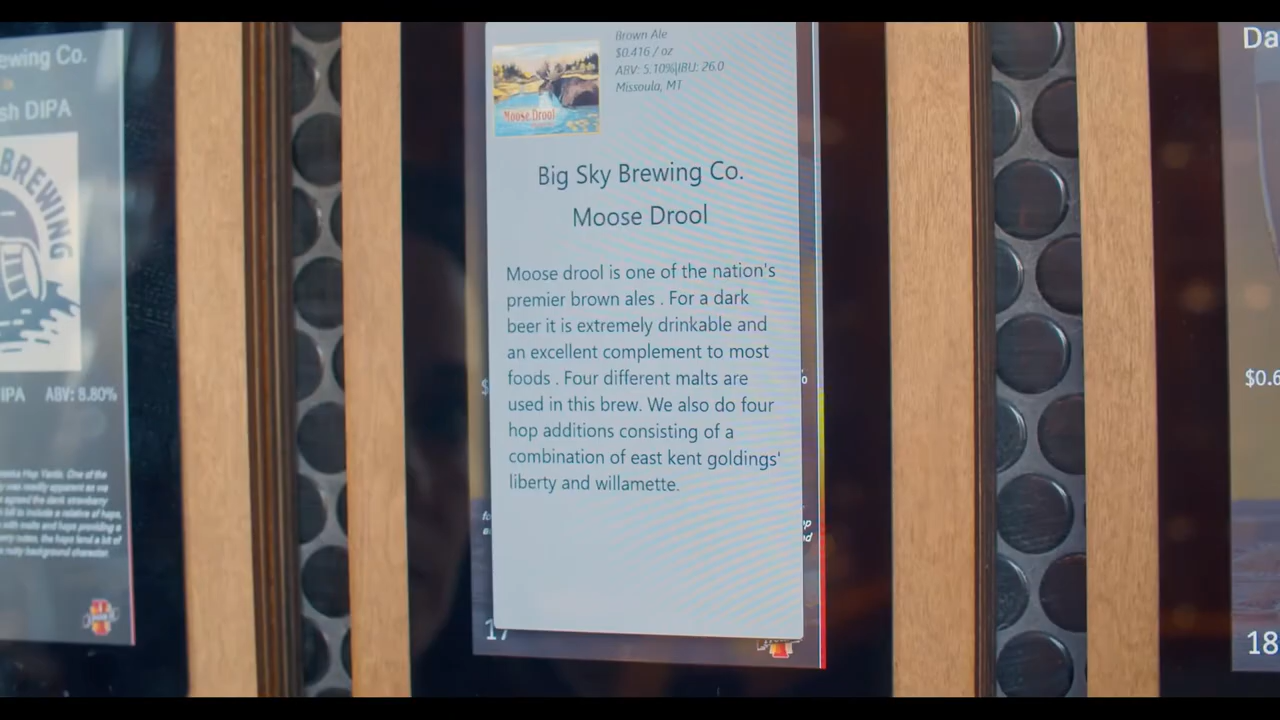 ewing Co.
sh DIPA
BREWING
IPA ABV: 8.80%
Brown Ale
$0.416 / oz
ABV: 5.10%|IBU: 26.0
Missoula, MT
Moose Drool
Big Sky Brewing Co.
Moose Drool
Moose drool is one of the nation's
premier brown ales . For a dark
beer it is extremely drinkable and
an excellent complement to most
foods . Four different malts are
used in this brew. We also do four
hop additions consisting of a
combination of east kent goldings'
liberty and willamette.
17
Da
$0.6
18